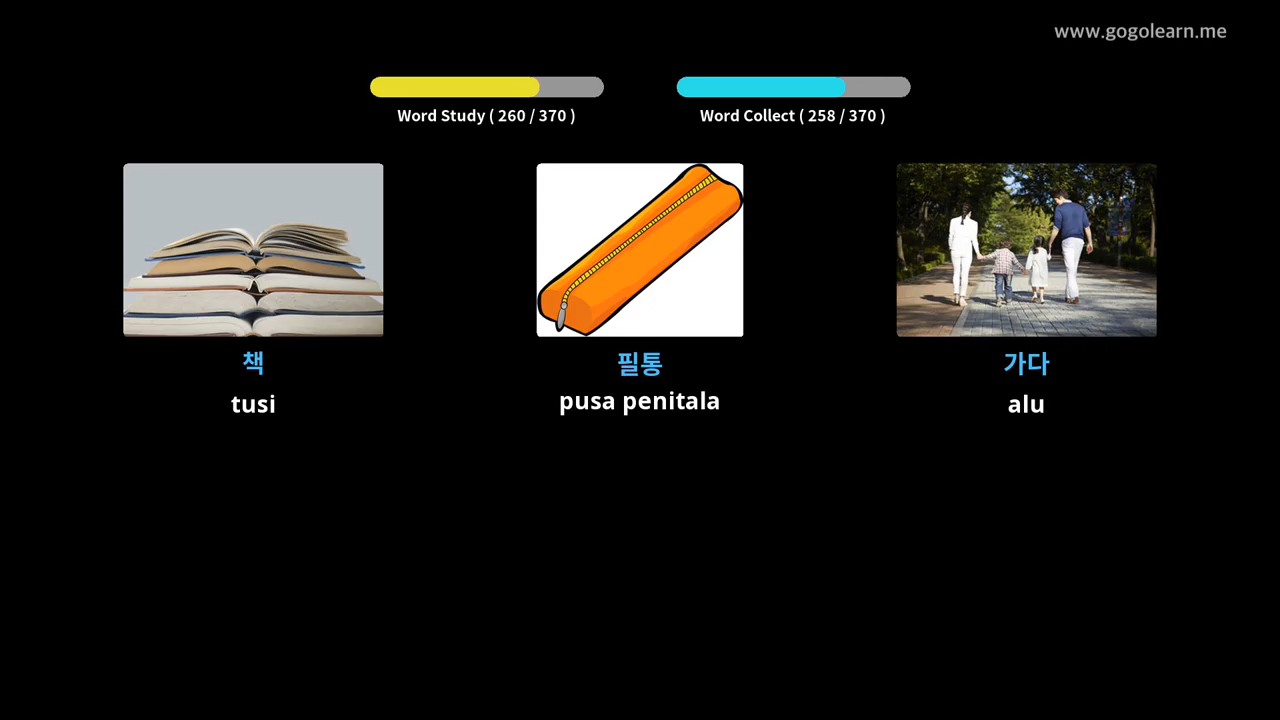 www.gogolearn.me
Word Study ( 260 / 370 )
Word Collect ( 258 / 370 )
책
필통
가다
tusi
pusa penitala
alu